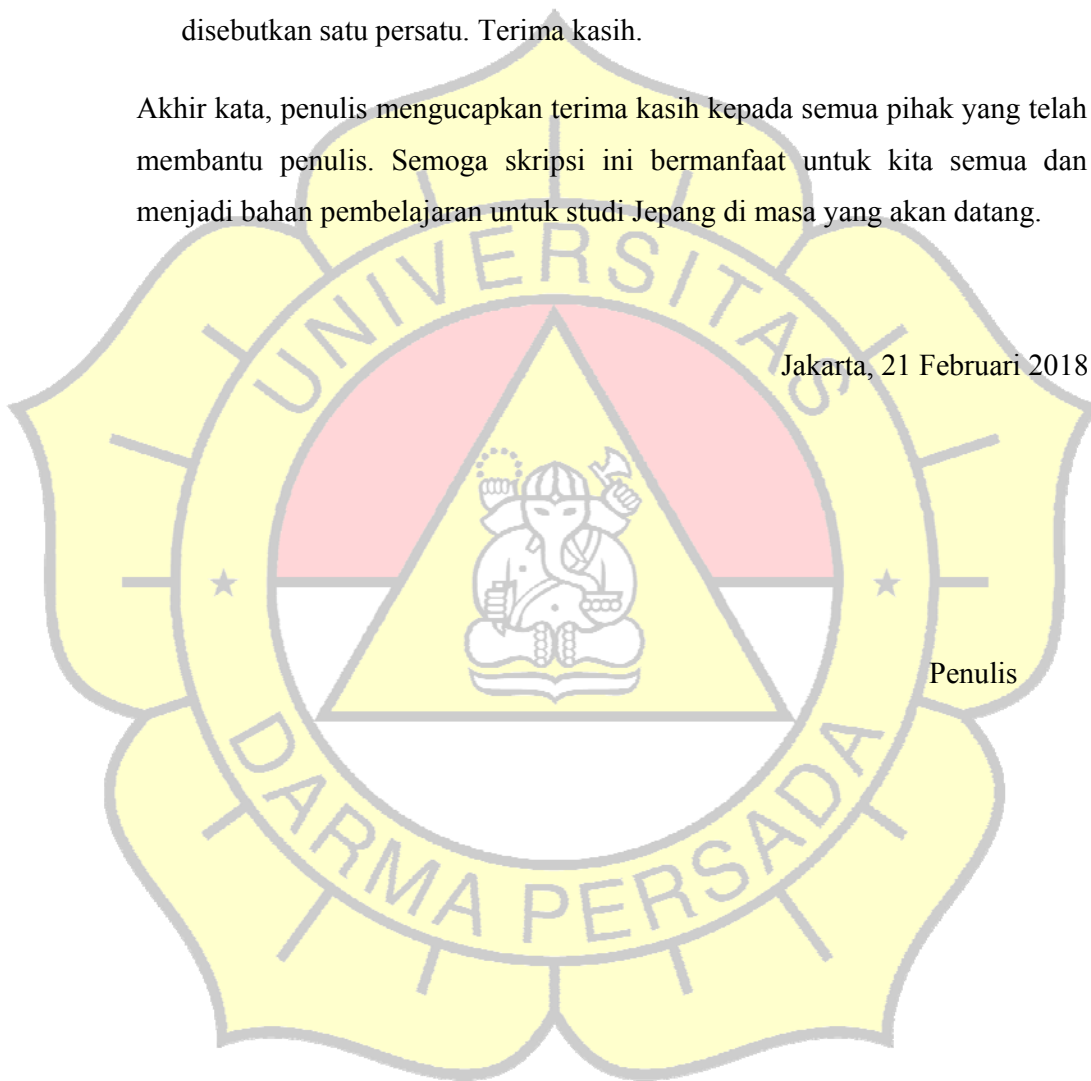 disebutkan satu persatu. Terima kasih.
Akhir kata, penulis mengucapkan terima kasih kepada semua pihak yang telah
membantu penulis. Semoga skripsi ini bermanfaat untuk kita semua dan
menjadi bahan pembelajaran untuk studi Jepang di masa yang akan datang.
UNIVERSITAS
Jakarta, 21 Februari 2018
Penulis
DARMA PERSADA